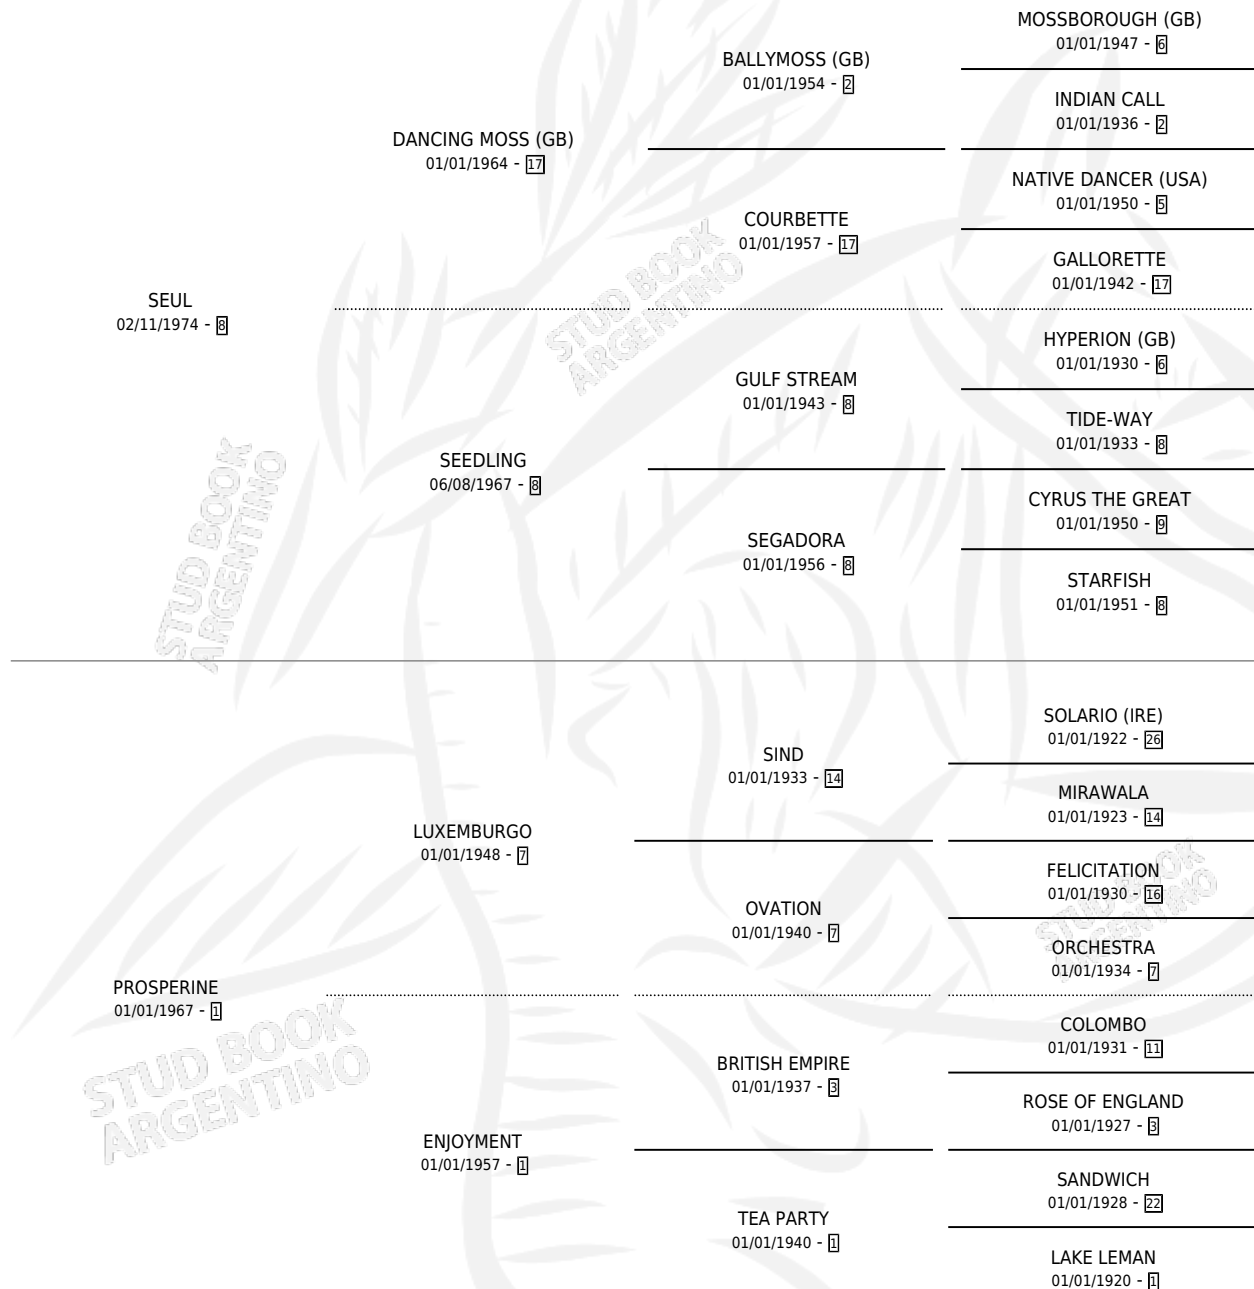 MOSSBOROUGH (GB)
01/01/1947 - 6
BALLYMOSS (GB)
01/01/1954 - 2
INDIAN CALL
01/01/1936 - 2
DANCING MOSS (GB)
01/01/1964 - 17
NATIVE DANCER (USA)
01/01/1950 - 5
COURBETTE
01/01/1957 - 17
GALLORETTE
01/01/1942 - 17
SEUL
02/11/1974 - 8
STUD BOOK
ARGENTINO
HYPERION (GB)
01/01/1930 - 6
GULF STREAM
01/01/1943 - 8
TIDE-WAY
01/01/1933 - 8
SEEDLING
06/08/1967 - 8
CYRUS THE GREAT
01/01/1950 - 9
SEGADORA
01/01/1956 - 8
STARFISH
01/01/1951 - 8
STUD BOOK
ARGENTINO
SOLARIO (IRE)
01/01/1922 - 26
SIND
01/01/1933 - 14
MIRAWALA
01/01/1923 - 14
LUXEMBURGO
01/01/1948 - 7
FELICITATION
01/01/1930 - 16
OVATION
01/01/1940 - 7
STUD BOOK
ARGENTINO
ORCHESTRA
01/01/1934 - 7
PROSPERINE
01/01/1967 - 1
COLOMBO
01/01/1931 - 11
BRITISH EMPIRE
01/01/1937 - 3
STUD BOOK
ARGENTINO
ROSE OF ENGLAND
01/01/1927 - 3
ENJOYMENT
01/01/1957 - 1
SANDWICH
01/01/1928 - 22
TEA PARTY
01/01/1940 - 1
LAKE LEMAN
01/01/1920 - 1